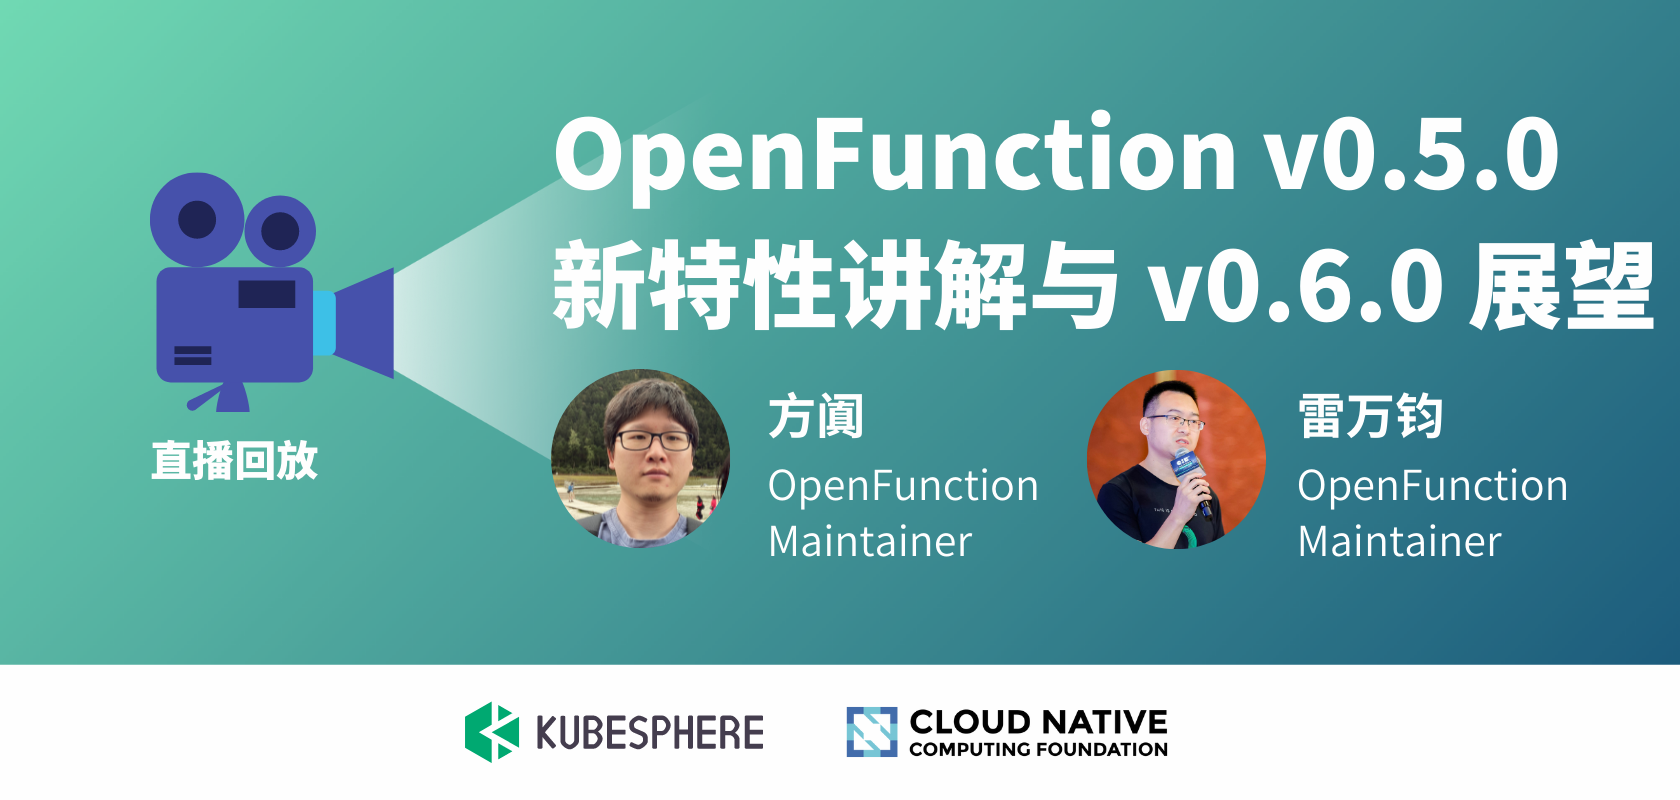 OpenFunction v0.5.0
新特性讲解与 v0.6.0 展望
直播回放
方阗
OpenFunction
Maintainer
雷万钧
OpenFunction
Maintainer
KUBESPHERE
CLOUD NATIVE
COMPUTING FOUNDATION